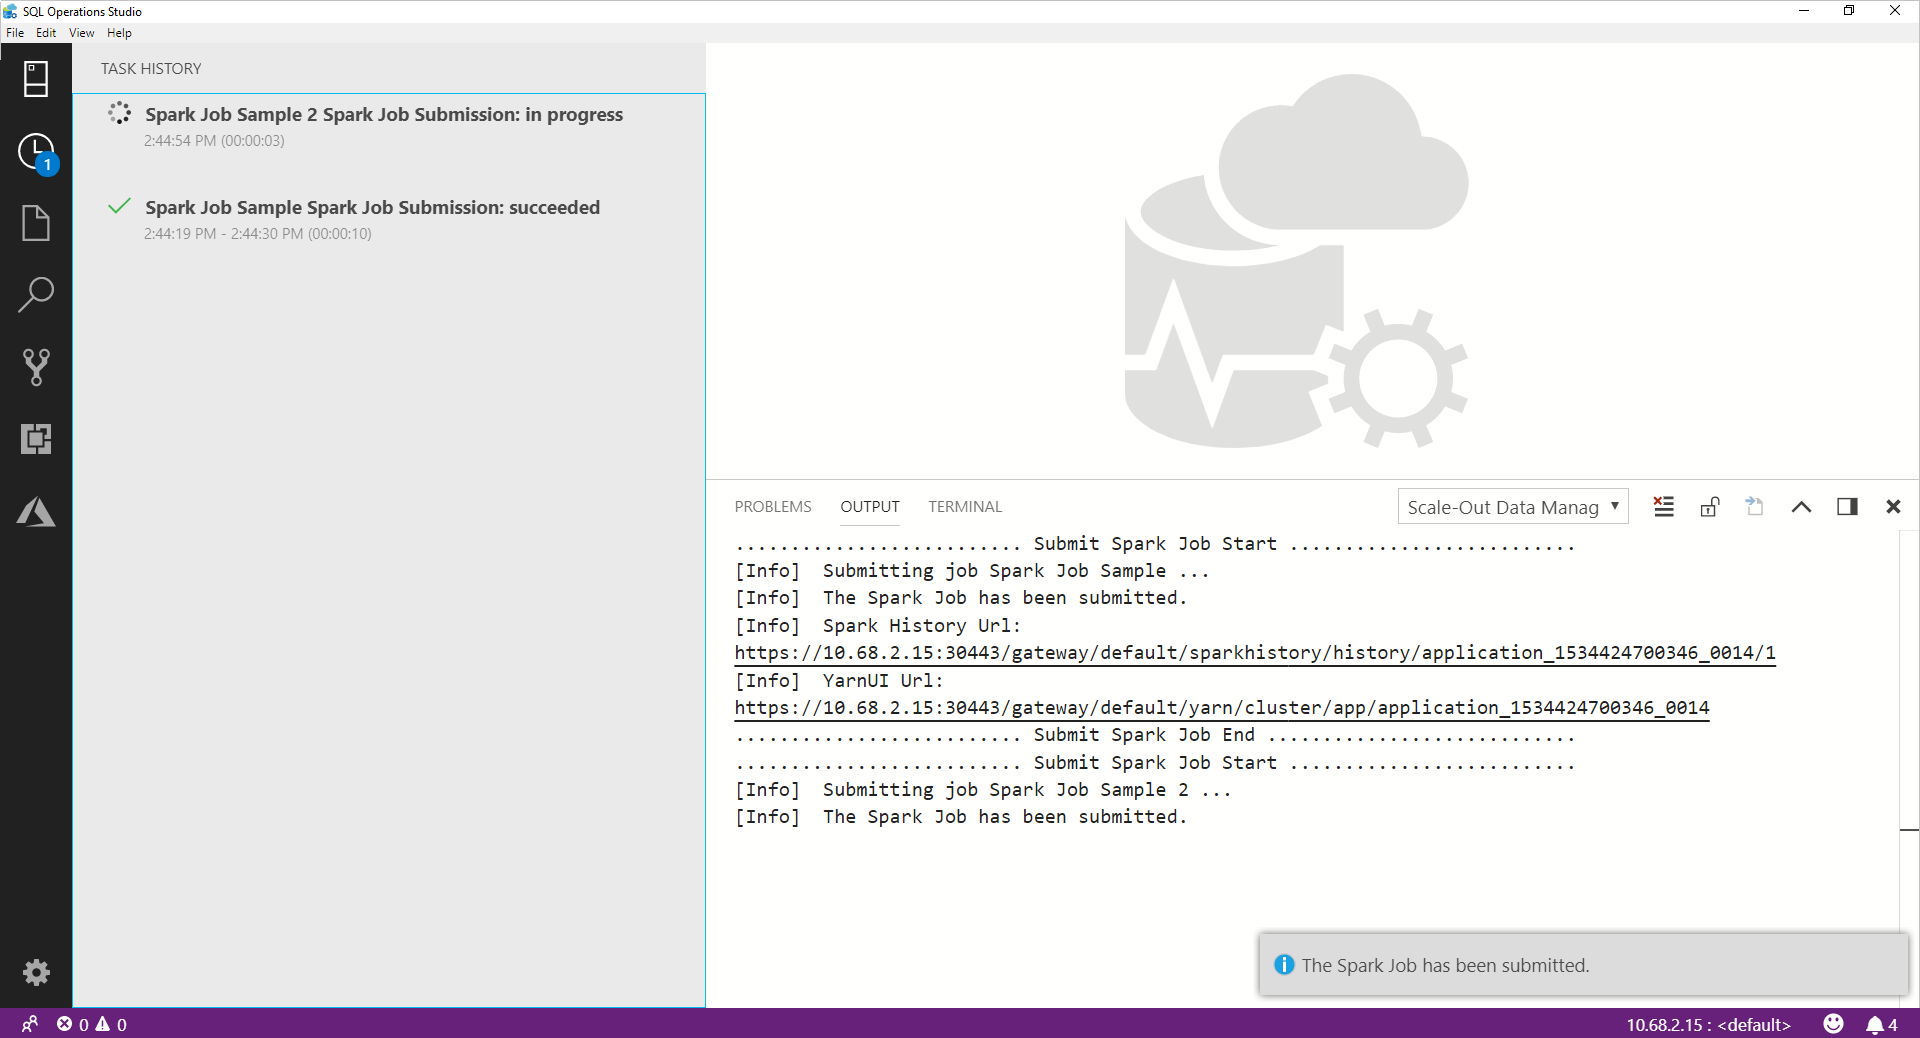 SQL Operations Studio
File Edit View Help
TASK HISTORY
Spark Job Sample 2 Spark Job Submission: in progress
2:44:54 PM (00:00:03)
1
Spark Job Sample Spark Job Submission: succeeded
2:44:19 PM - 2:44:30 PM (00:00:10)
PROBLEMS OUTPUT TERMINAL Scale-Out Data Manag
.......................... Submit Spark Job Start ..........................
[Info] Submitting job Spark Job Sample ...
[Info] The Spark Job has been submitted.
[Info] Spark History Url:
https://10.68.2.15:30443/gateway/default/sparkhistory/history/application_1534424700346_0014/1
[Info] YarnUI Url:
https://10.68.2.15:30443/gateway/default/yarn/cluster/app/application_1534424700346_0014
.......................... Submit Spark Job End ............................
.......................... Submit Spark Job Start ..........................
[Info] Submitting job Spark Job Sample 2 ...
[Info] The Spark Job has been submitted.
The Spark Job has been submitted.
0 0 10.68.2.15 : <default> 4